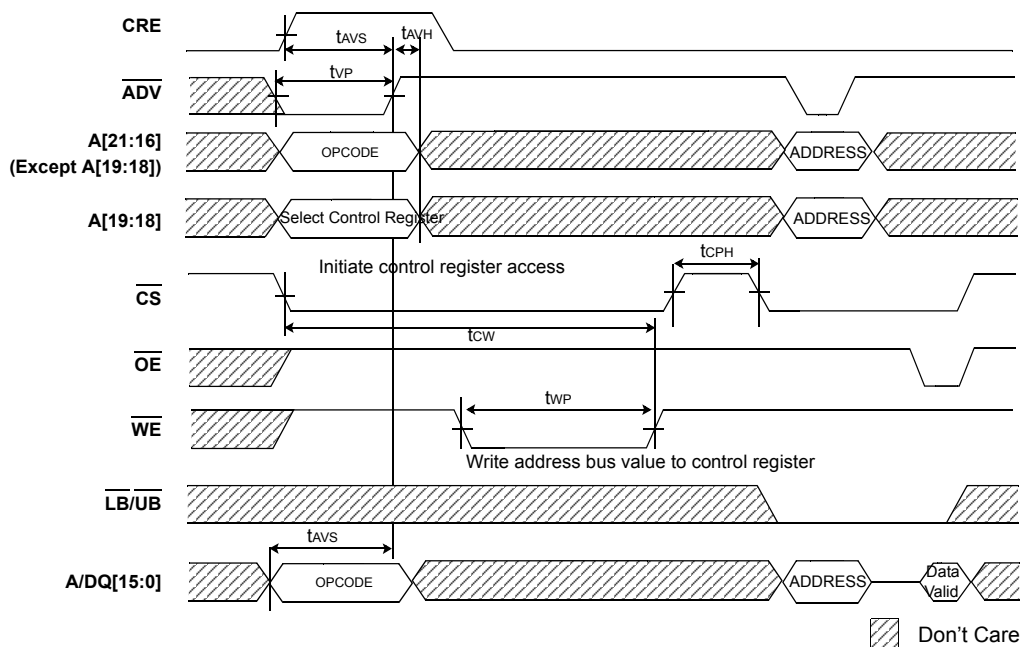 CRE
tAVS
tAVH
tVP
ADV
A[21:16]
(Except A[19:18])
OPCODE
ADDRESS
A[19:18]
Select Control Register
ADDRESS
Initiate control register access
tCPH
CS
tCW
OE
tWP
WE
Write address bus value to control register
LB/UB
tAVS
A/DQ[15:0]
OPCODE
ADDRESS
Data
Valid
Don't Care